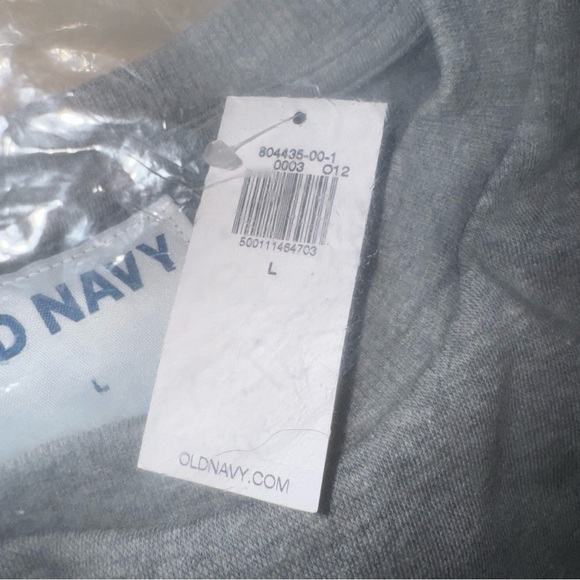 804435-00-1
0003 O12
500111464703
L
OLDNAVY.COM
D NAVY
L